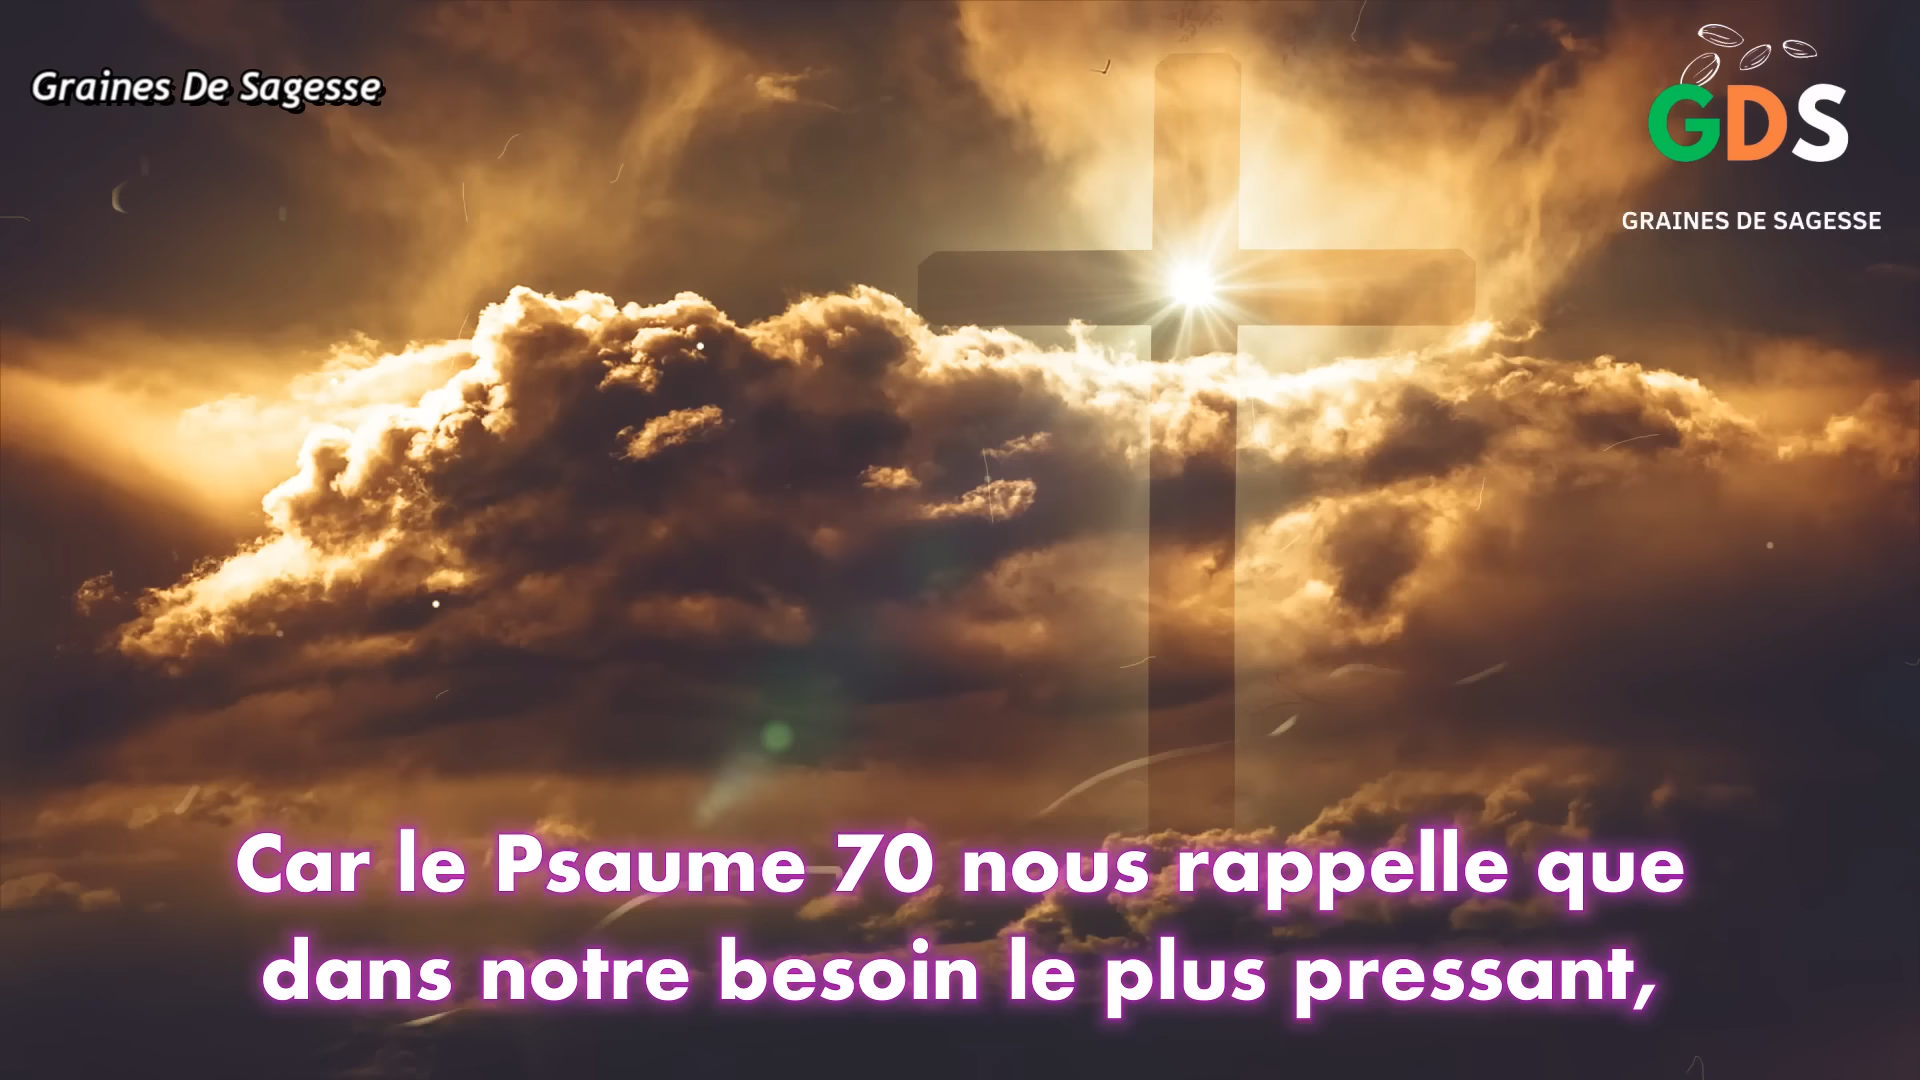 Graines De Sagesse
GDS
GRAINES DE SAGESSE
Car le Psaume 70 nous rappelle que
dans notre besoin le plus pressant,